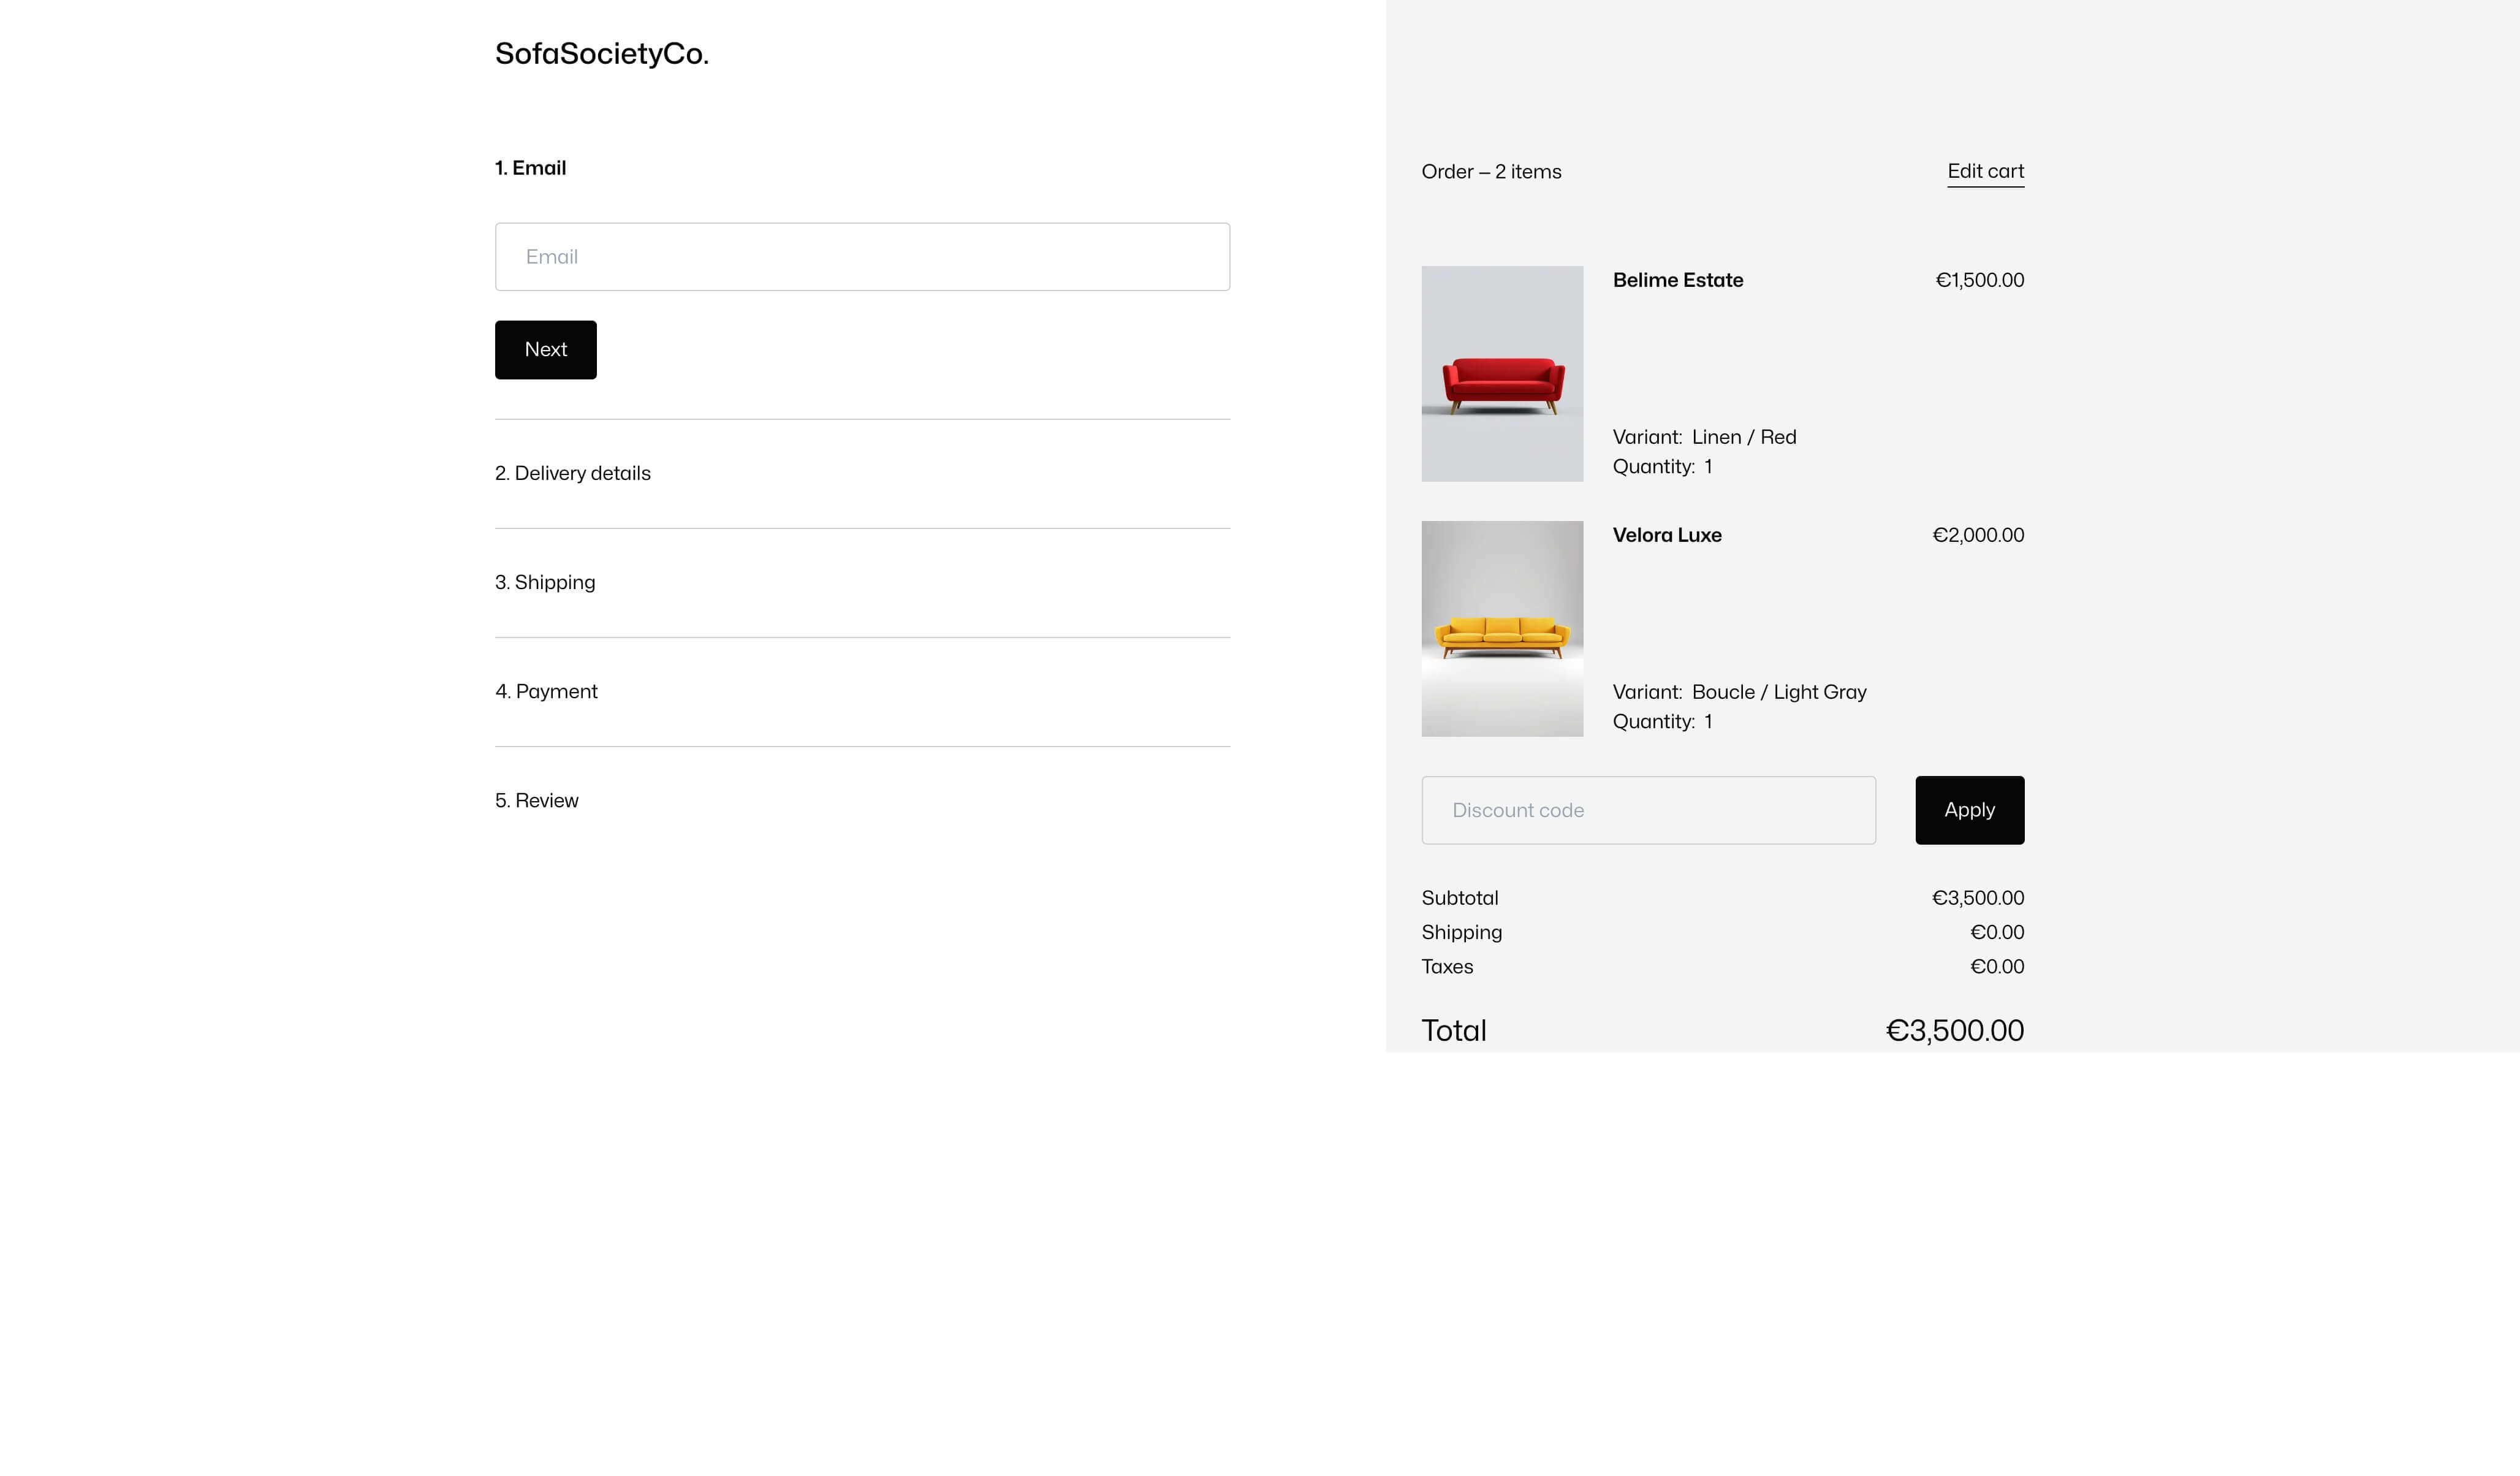 SofaSocietyCo.
1. Email
Email
Next
2. Delivery details
3. Shipping
4. Payment
5. Review
Order – 2 items
Edit cart
Belime Estate
€1,500.00
Variant: Linen / Red
Quantity: 1
Velora Luxe
€2,000.00
Variant: Boucle / Light Gray
Quantity: 1
Discount code
Apply
Subtotal
€3,500.00
Shipping
€0.00
Taxes
€0.00
Total
€3,500.00